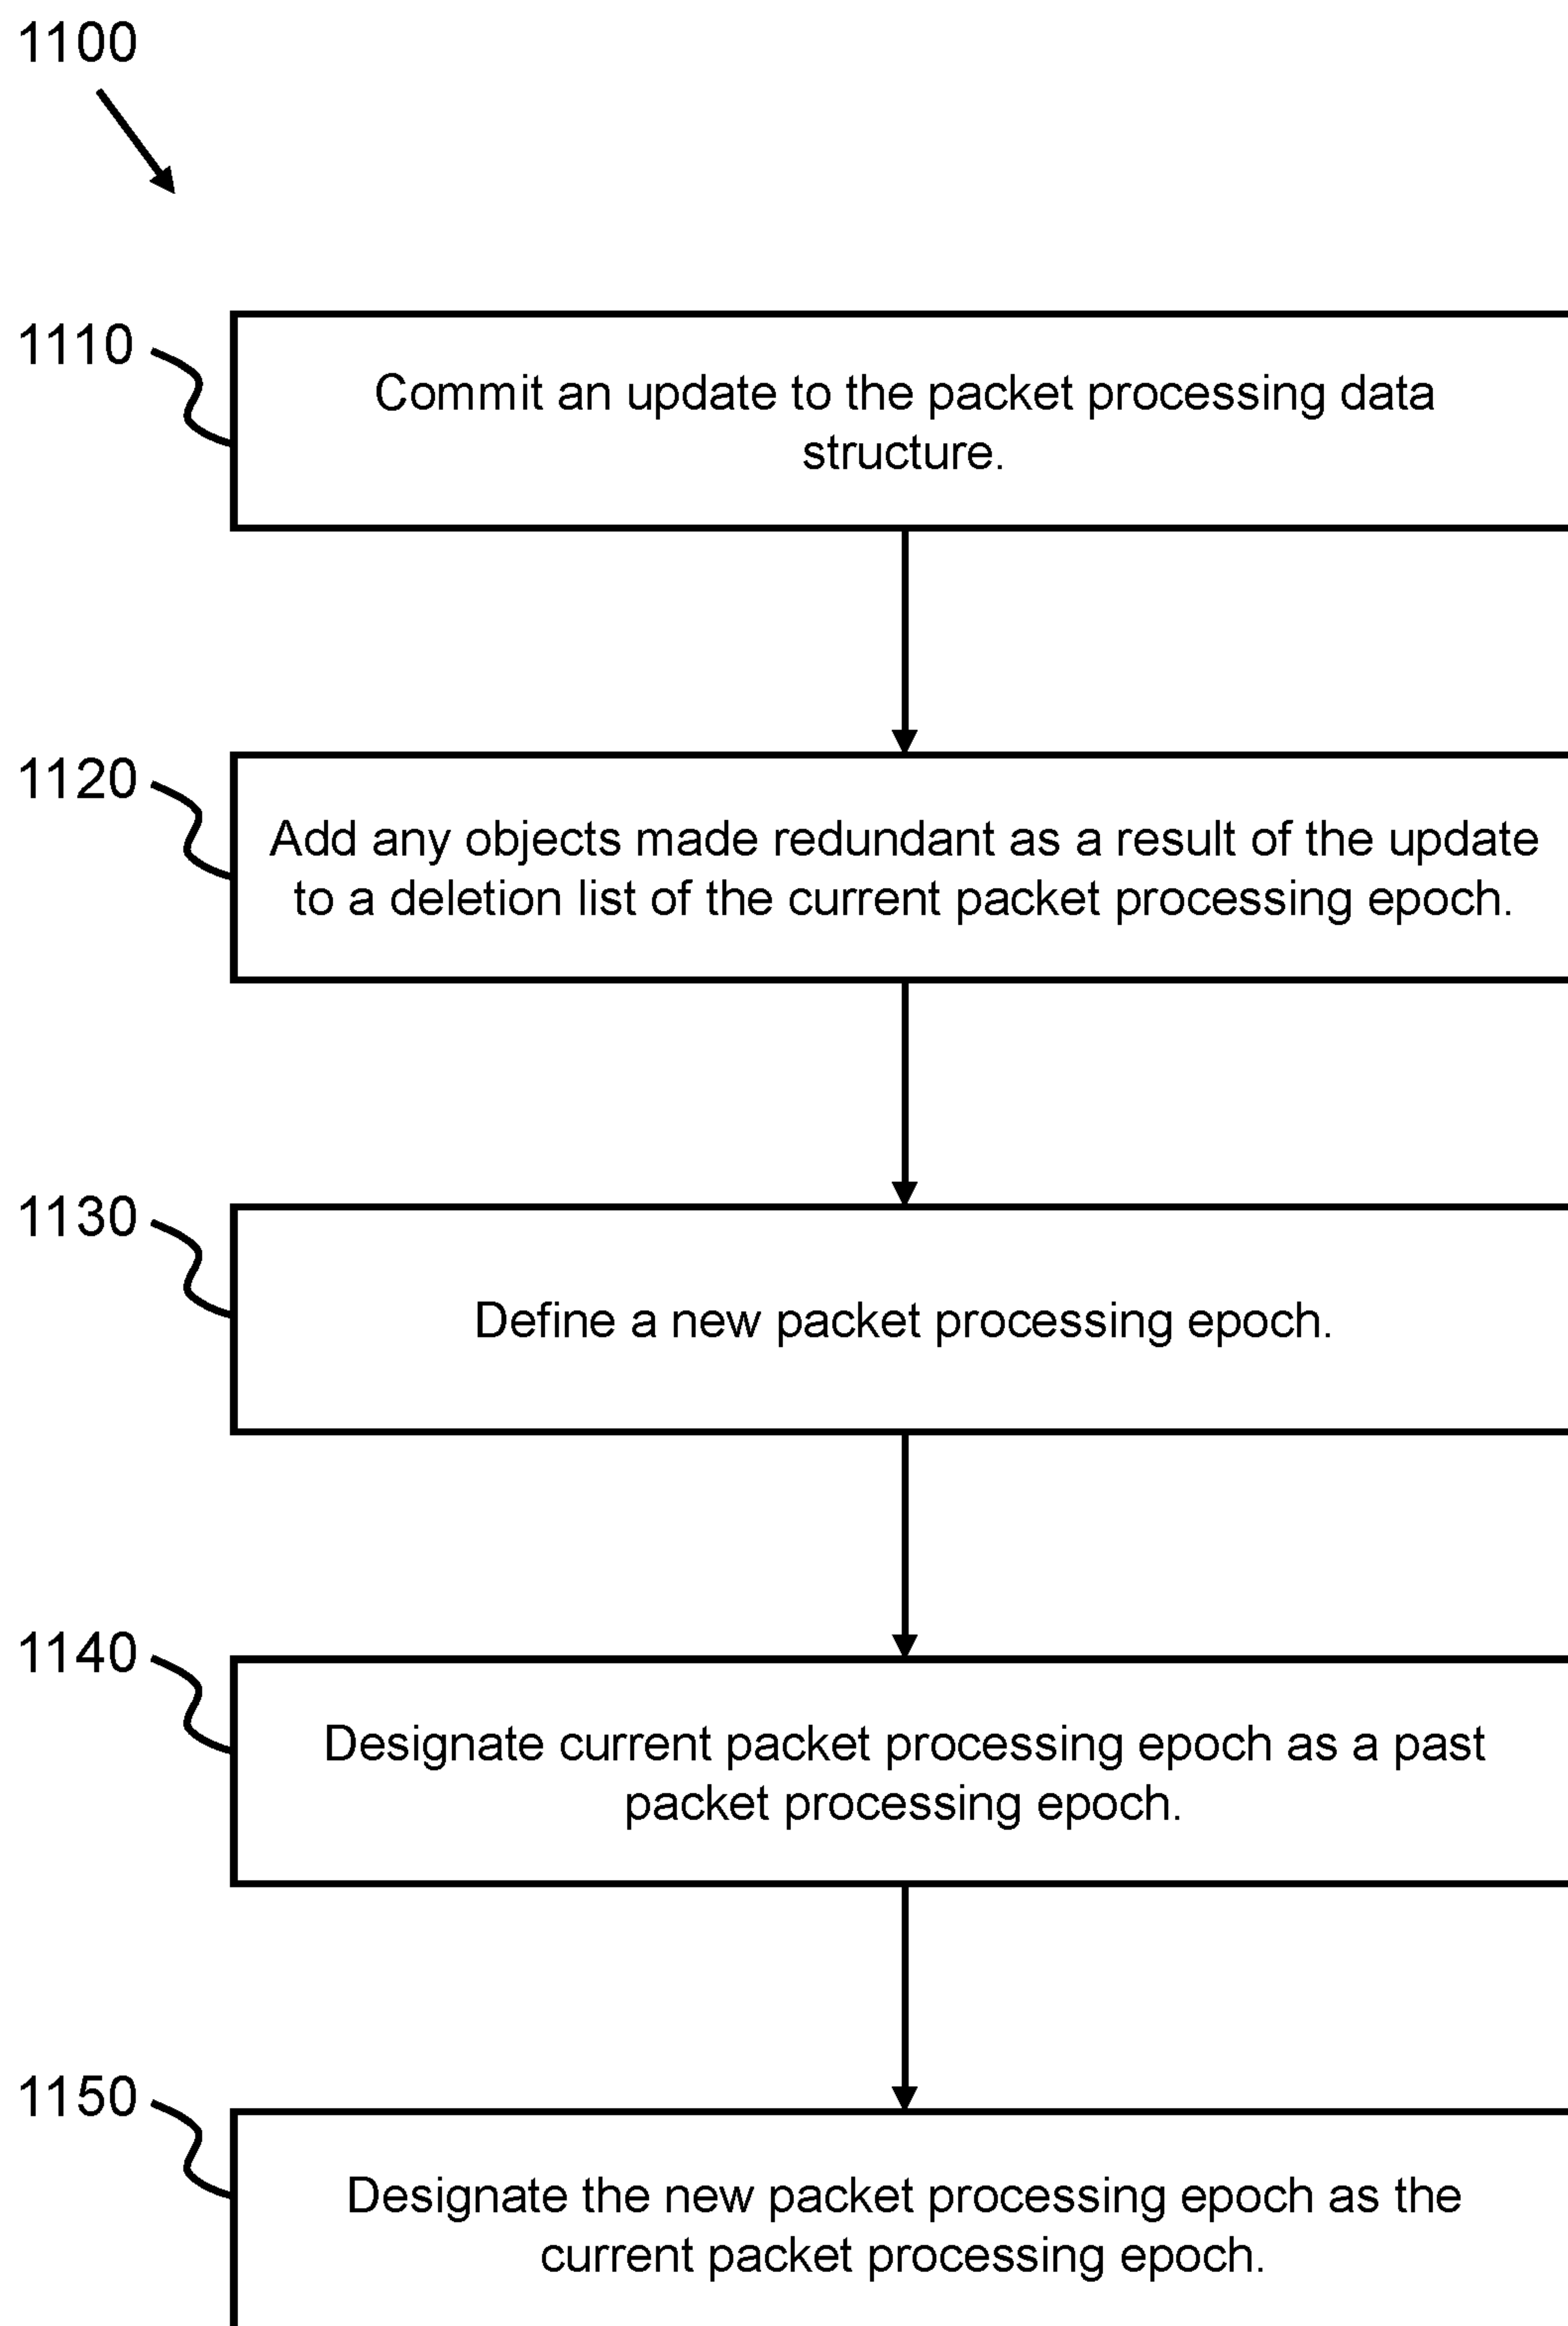 1100
1110
Commit an update to the packet processing data
structure.
1120
Add any objects made redundant as a result of the update
to a deletion list of the current packet processing epoch.
1130
Define a new packet processing epoch.
1140
Designate current packet processing epoch as a past
packet processing epoch.
1150
Designate the new packet processing epoch as the
current packet processing epoch.